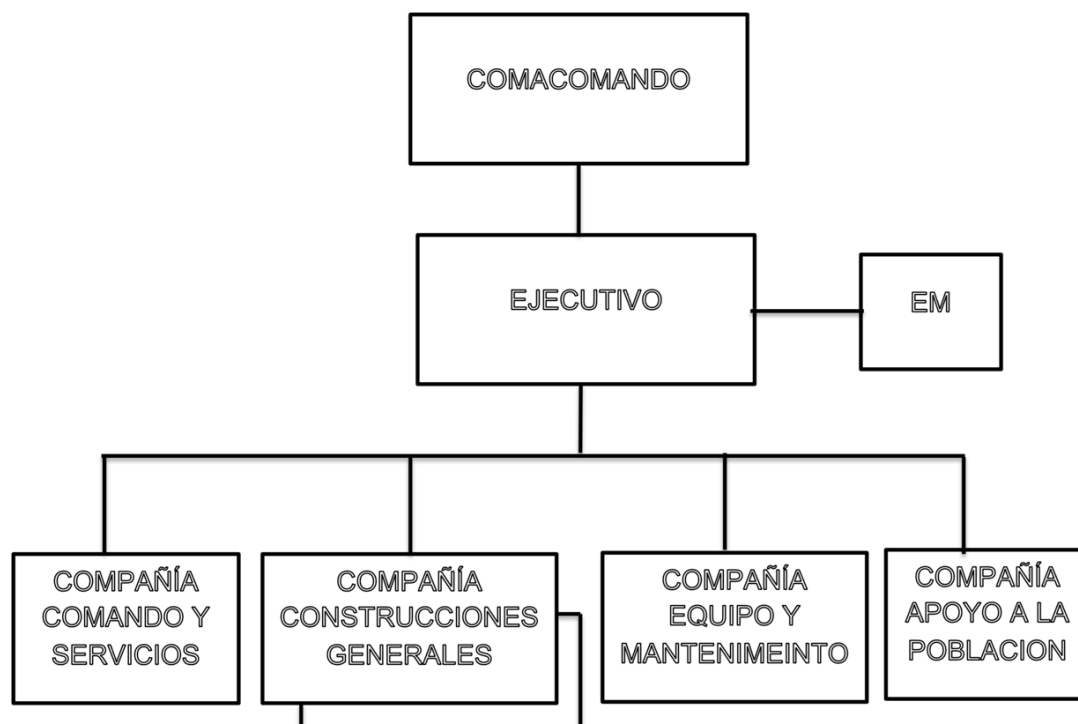 COMACOMANDO
EJECUTIVO
EM
COMPAÑÍA
COMANDO Y
SERVICIOS
COMPAÑÍA
CONSTRUCCIONES
GENERALES
COMPAÑÍA
EQUIPO Y
MANTENIMEINTO
COMPAÑÍA
APOYO A LA
POBLACION